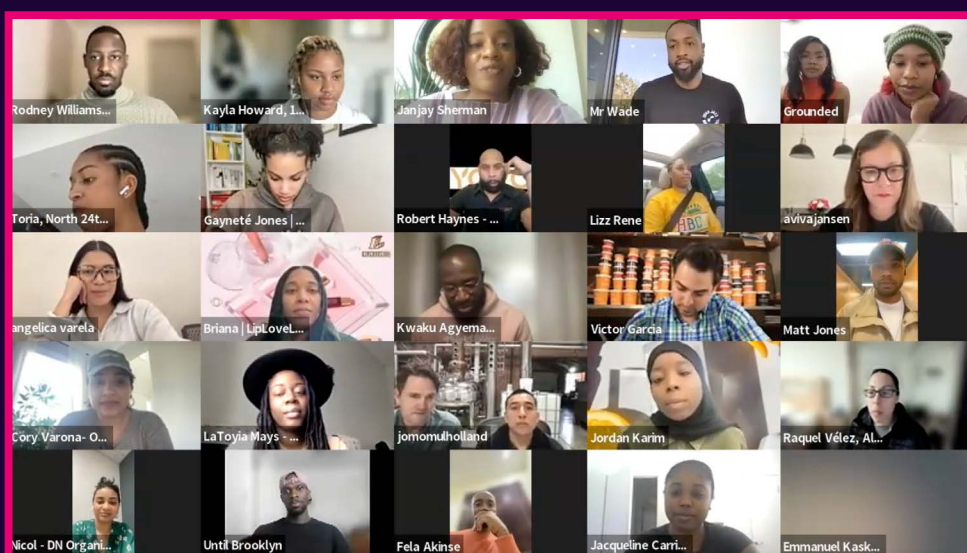 Rodney Williams...
Kayla Howard, 1...
Janjay Sherman
Mr Wade
Grounded
Toria, North 24t...
Gayneté Jones | ...
Robert Haynes - ...
Lizz Rene
HBC
avivajansen
angelica varela
Briana | LipLoveL...
Kwaku Agyema...
Victor Garcia
Matt Jones
Cory Varona- O...
LaToyia Mays - ...
jomomulholland
Jordan Karim
Raquel Vélez, Al...
Nicol - DN Organi...
Until Brooklyn
Fela Akinse
Jacqueline Carri...
Emmanuel Kask...